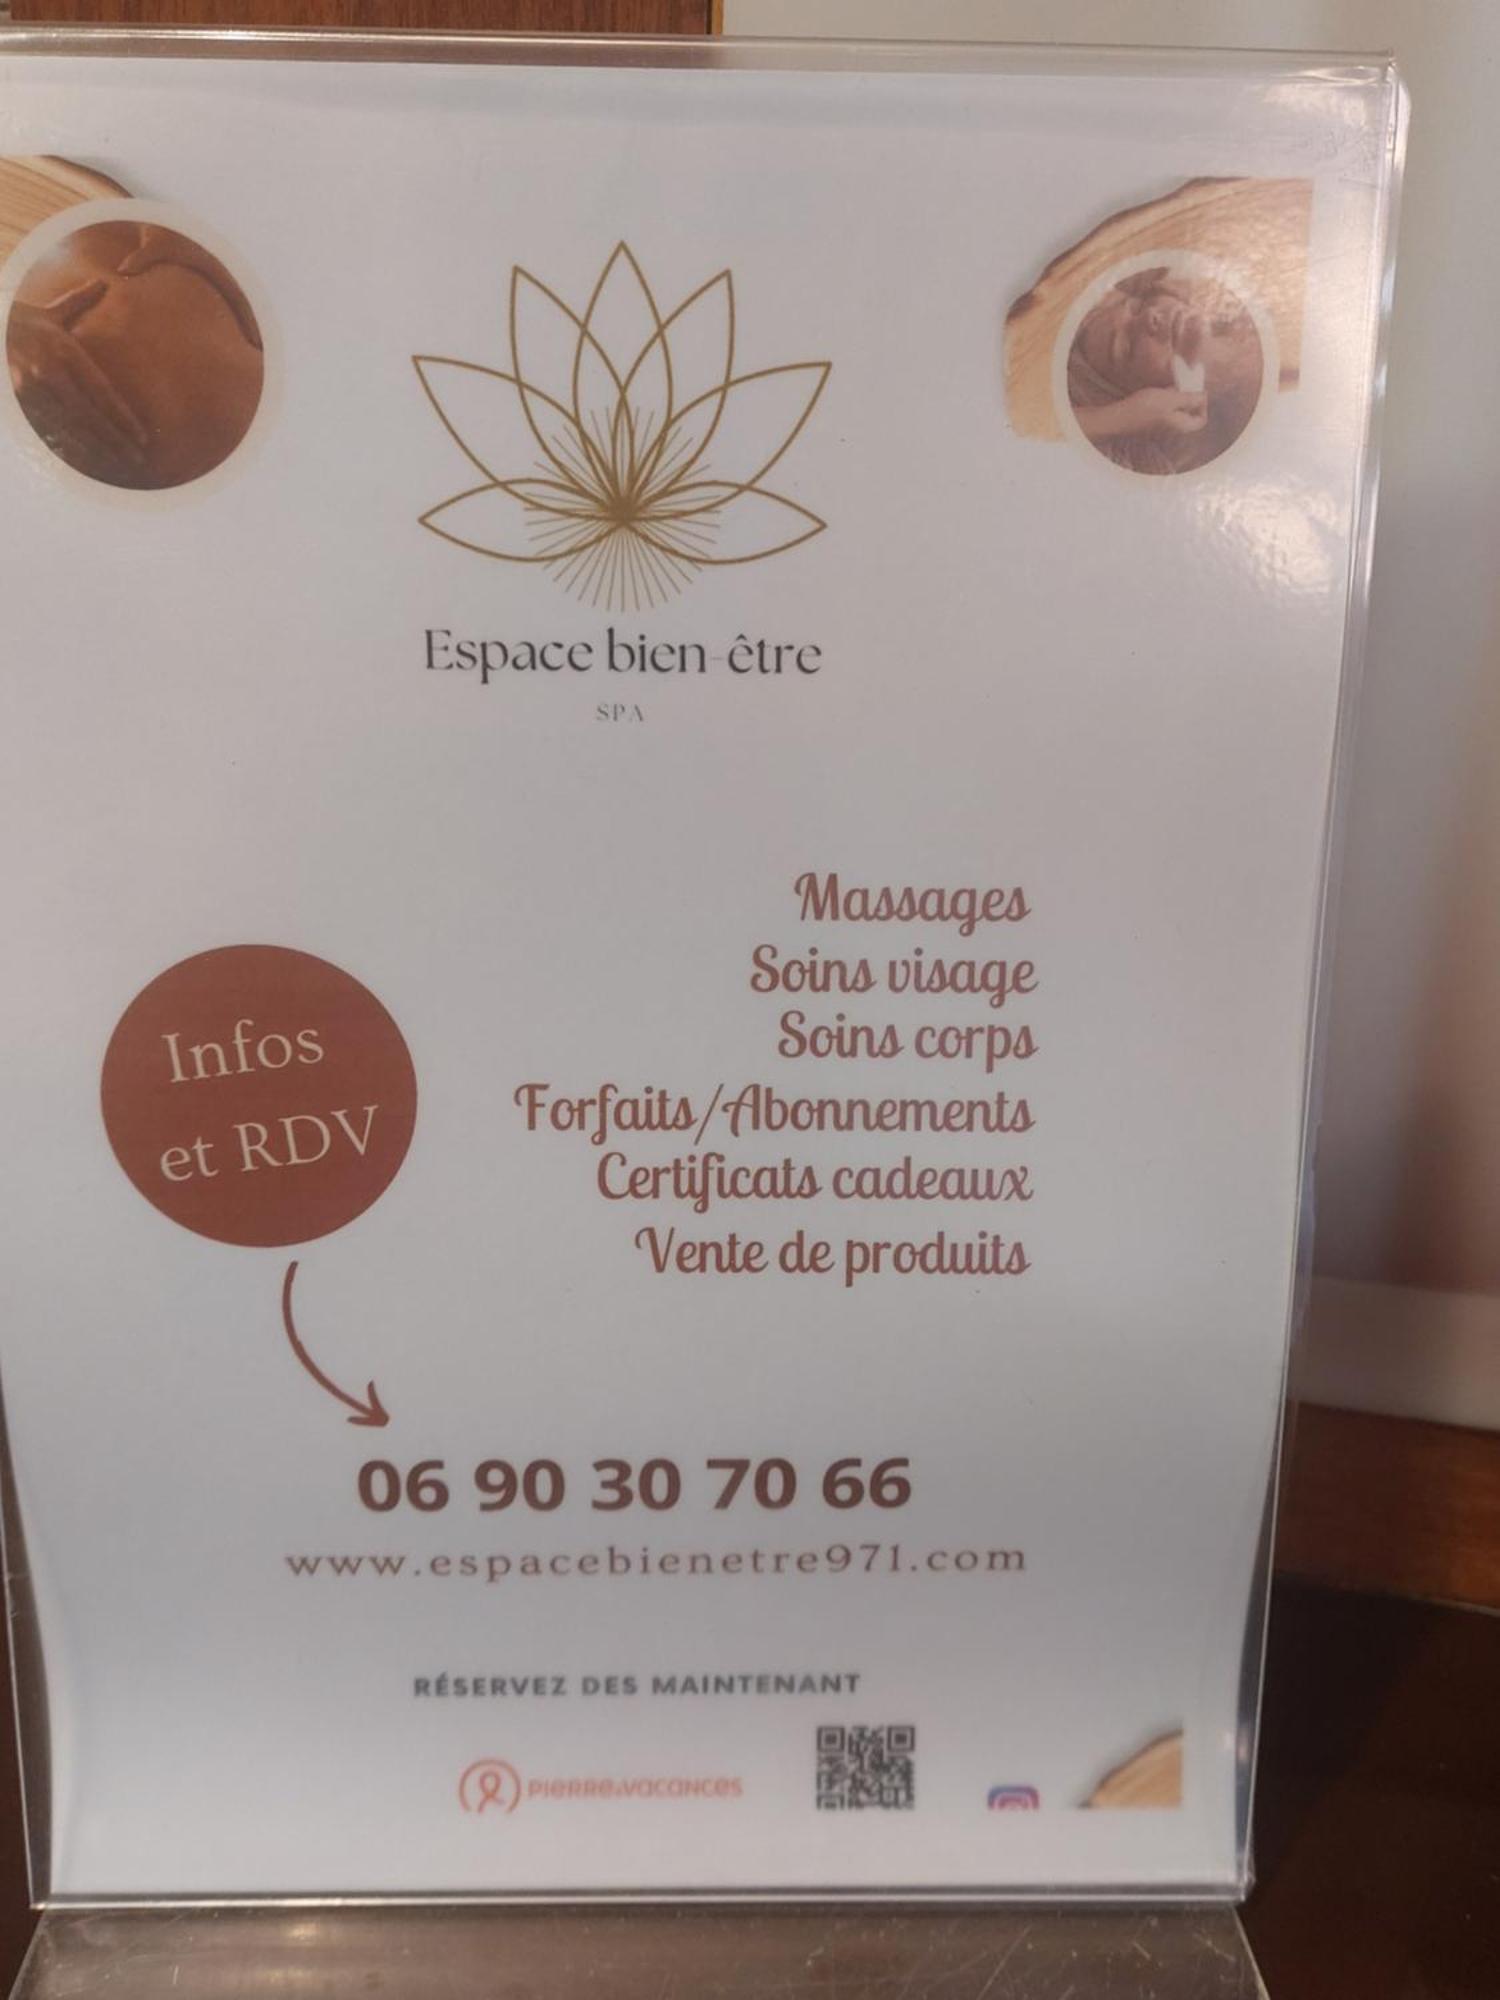 Espace bien-être
SPA
Massages
Soins visage
Soins corps
Forfaits/Abonnements
Certificats cadeaux
Vente de produits
Infos
et RDV
06 90 30 70 66
www.espacebienetre971.com
RÉSERVEZ DES MAINTENANT
Pierre&vacances